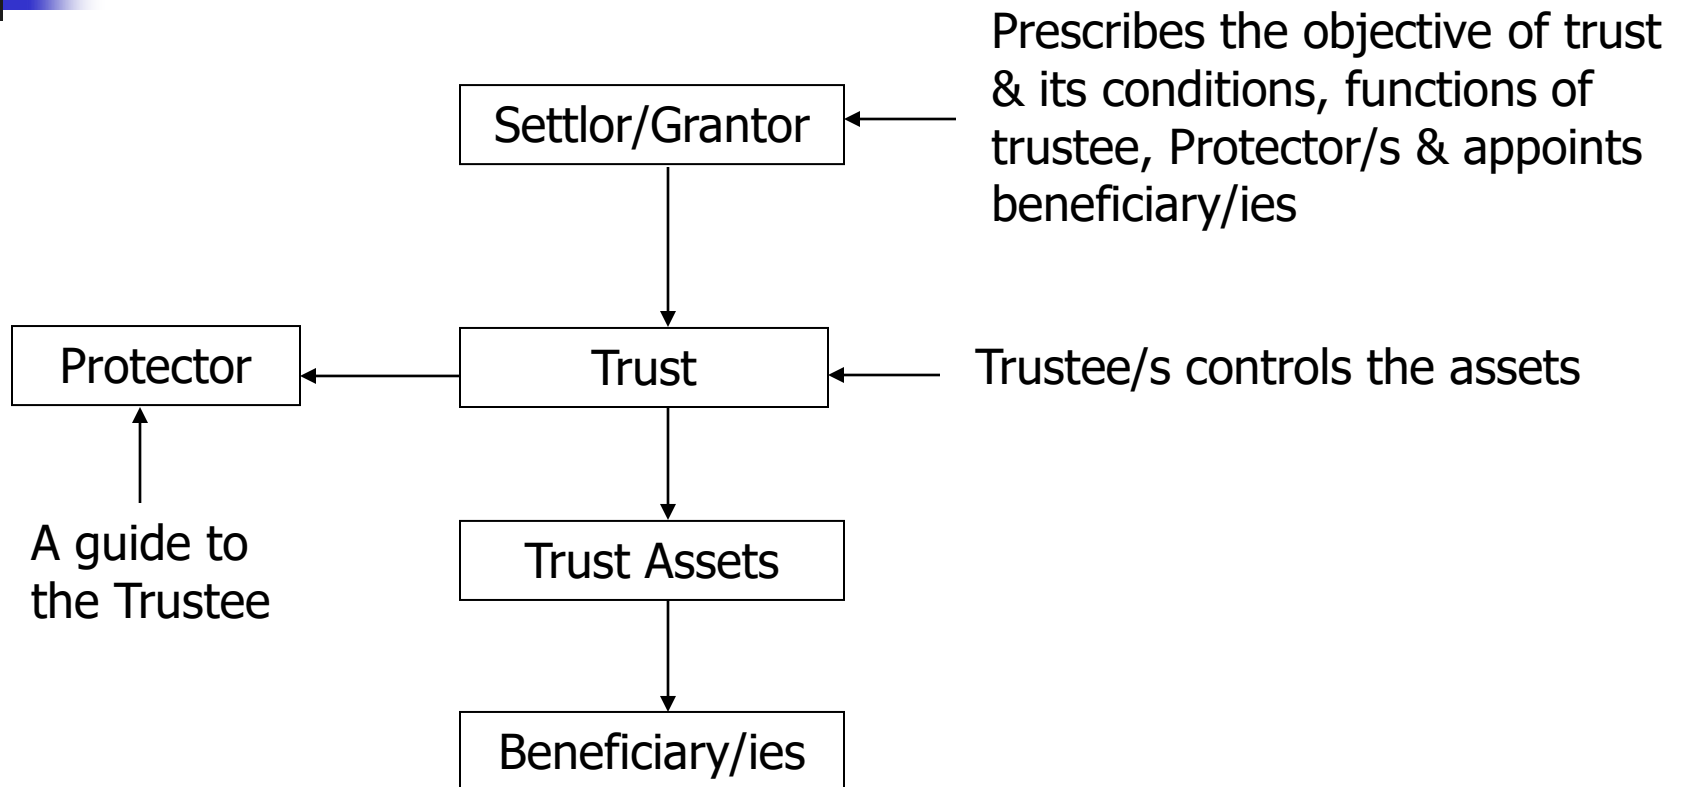 Prescribes the objective of trust
& its conditions, functions of
trustee, Protector/s & appoints
beneficiary/ies
Settlor/Grantor
Protector
Trust
Trustee/s controls the assets
A guide to
the Trustee
Trust Assets
Beneficiary/ies